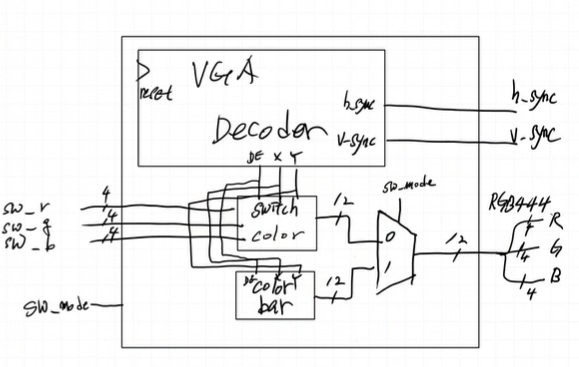 VGA
reset
h_sync
h_sync
Decoder
v-sync
v_sync
DE X Y
sw_r
4
sw_g
4
sw_b
4
switch
color
12
sw_mode
0
1
12
RGB444
4
R
4
G
4
B
DE X Y
color
bar
12
sw_mode